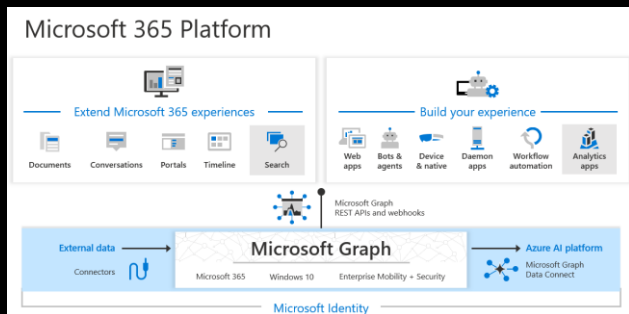 Microsoft 365 Platform
Extend Microsoft 365 experiences
Documents
Conversations
Portals
Timeline
Search
Build your experience
Web
apps
Bots &
agents
Device
& native
Daemon
apps
Workflow
automation
Analytics
apps
Microsoft Graph
REST APIs and webhooks
External data
Connectors
Microsoft Graph
Microsoft 365
Windows 10
Enterprise Mobility + Security
Azure AI platform
Microsoft Graph
Data Connect
Microsoft Identity